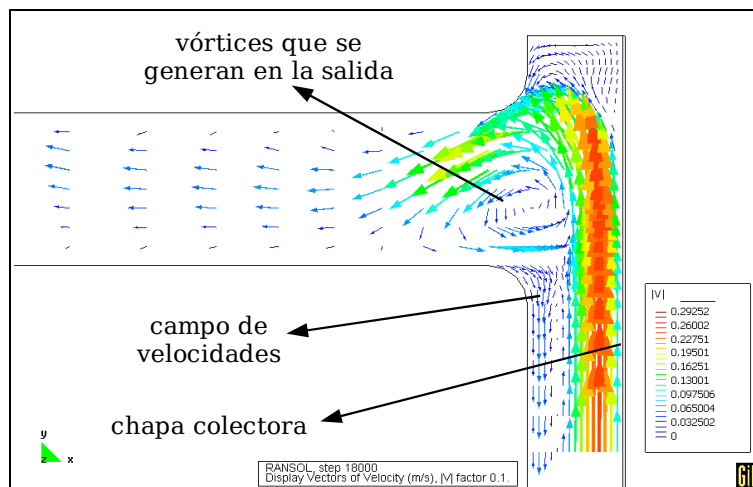 vórtices que se
generan en la salida
campo de
velocidades
chapa colectora
|V|
0.29252
0.26002
0.22751
0.19501
0.16251
0.13001
0.097506
0.065004
0.032502
0
y
z x
RANSOL, step 18000
Display Vectors of Velocity (m/s), |V| factor 0.1.
GiD